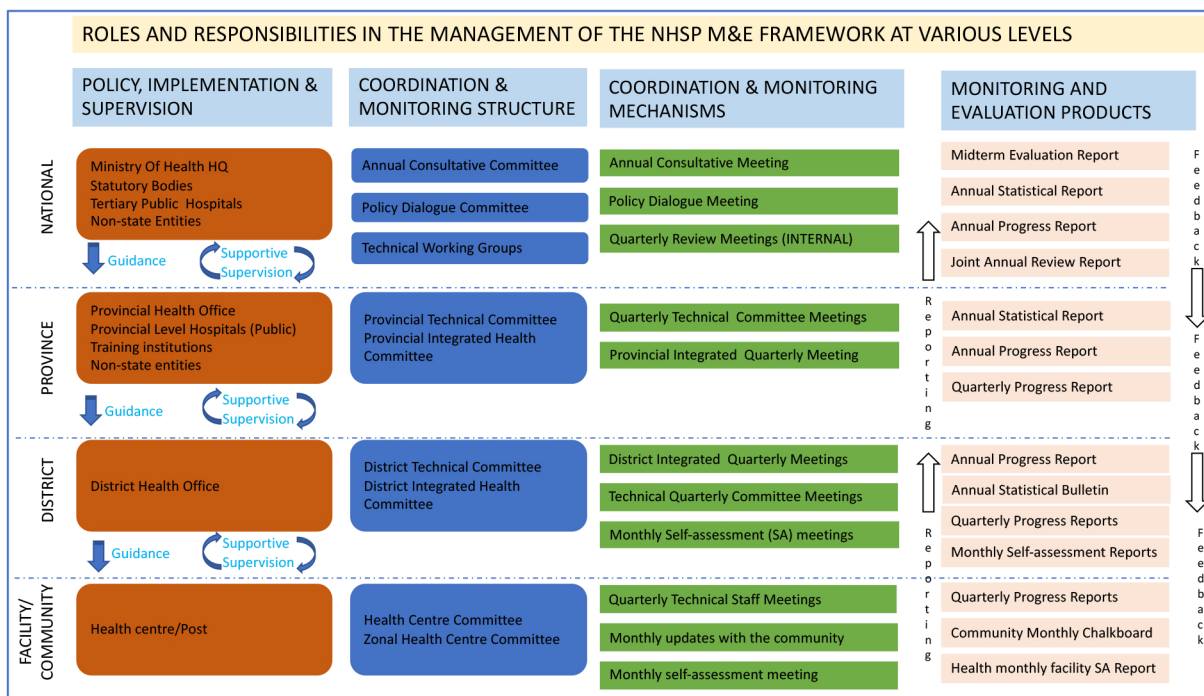 ROLES AND RESPONSIBILITIES IN THE MANAGEMENT OF THE NHSP M&E FRAMEWORK AT VARIOUS LEVELS
POLICY, IMPLEMENTATION &
SUPERVISION
COORDINATION &
MONITORING STRUCTURE
COORDINATION & MONITORING
MECHANISMS
MONITORING AND
EVALUATION PRODUCTS
NATIONAL
Ministry Of Health HQ
Statutory Bodies
Tertiary Public Hospitals
Non-state Entities
Guidance
Supportive
Supervision
Annual Consultative Committee
Policy Dialogue Committee
Technical Working Groups
Annual Consultative Meeting
Policy Dialogue Meeting
Quarterly Review Meetings (INTERNAL)
Midterm Evaluation Report
Annual Statistical Report
Annual Progress Report
Joint Annual Review Report
Feedback
PROVINCE
Provincial Health Office
Provincial Level Hospitals (Public)
Training institutions
Non-state entities
Guidance
Supportive
Supervision
Provincial Technical Committee
Provincial Integrated Health
Committee
Quarterly Technical Committee Meetings
Provincial Integrated Quarterly Meeting
Reporting
Annual Statistical Report
Annual Progress Report
Quarterly Progress Report
Feedback
DISTRICT
District Health Office
Guidance
Supportive
Supervision
District Technical Committee
District Integrated Health
Committee
District Integrated Quarterly Meetings
Technical Quarterly Committee Meetings
Monthly Self-assessment (SA) meetings
Annual Progress Report
Annual Statistical Bulletin
Quarterly Progress Reports
Monthly Self-assessment Reports
Reporting
Feedback
FACILITY/
COMMUNITY
Health centre/Post
Health Centre Committee
Zonal Health Centre Committee
Quarterly Technical Staff Meetings
Monthly updates with the community
Monthly self-assessment meeting
Quarterly Progress Reports
Community Monthly Chalkboard
Health monthly facility SA Report